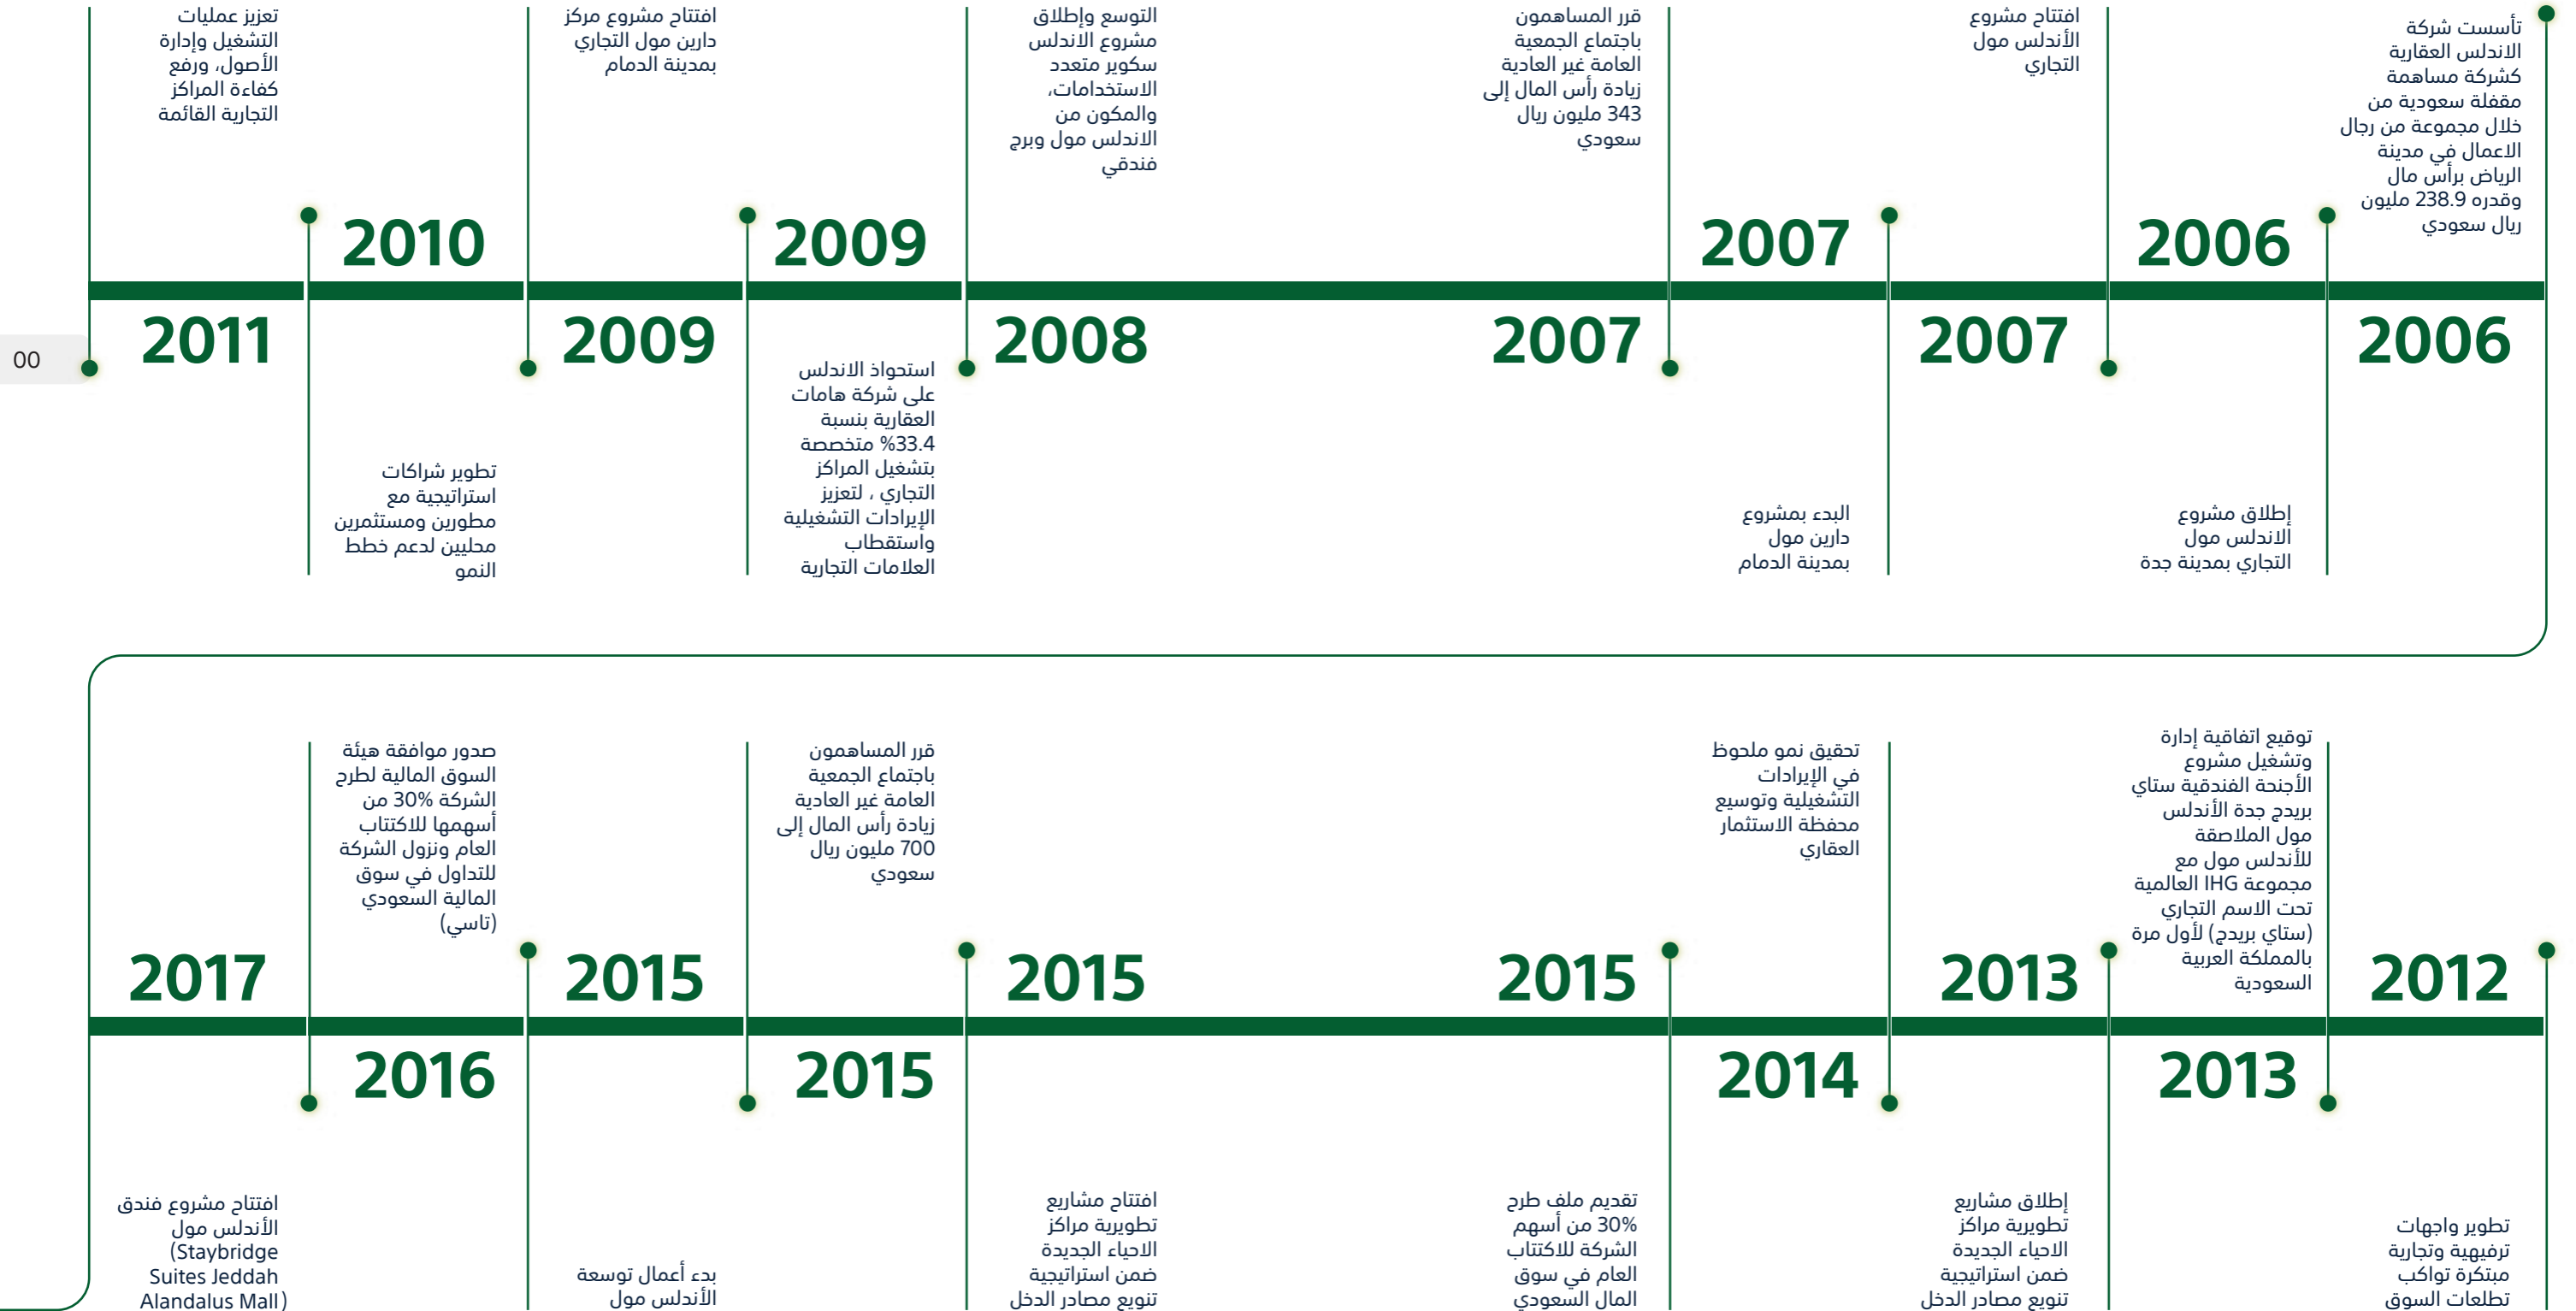 تأسست شركة
الاندلس العقارية
كشركة مساهمة
مقفلة سعودية من
خلال مجموعة من رجال
الاعمال في مدينة
الرياض برأس مال
وقدره 238.9 مليون
ريال سعودي
2006
2006
إطلاق مشروع
الاندلس مول
التجاري بمدينة جدة
افتتاح مشروع
الأندلس مول
التجاري
2007
2007
البدء بمشروع
دارين مول
بمدينة الدمام
قرر المساهمون
باجتماع الجمعية
العامة غير العادية
زيادة رأس المال إلى
343 مليون ريال
سعودي
2007
التوسع وإطلاق
مشروع الاندلس
سكوير متعدد
الاستخدامات،
والمكون من
الاندلس مول وبرج
فندقي
2008
2009
استحواذ الاندلس
على شركة هامات
العقارية بنسبة
33.4% متخصصة
بتشغيل المراكز
التجاري ، لتعزيز
الإيرادات التشغيلية
واستقطاب
العلامات التجارية
افتتاح مشروع مركز
دارين مول التجاري
بمدينة الدمام
2009
2010
تطوير شراكات
استراتيجية مع
مطورين ومستثمرين
محليين لدعم خطط
النمو
تعزيز عمليات
التشغيل وإدارة
الأصول، ورفع
كفاءة المراكز
التجارية القائمة
2011
00
2012
تطوير واجهات
ترفيهية وتجارية
مبتكرة تواكب
تطلعات السوق
توقيع اتفاقية إدارة
وتشغيل مشروع
الأجنحة الفندقية ستاي
بريدج جدة الأندلس
مول الملاصقة
للأندلس مول مع
مجموعة IHG العالمية
تحت الاسم التجاري
(ستاي بريدج) لأول مرة
بالمملكة العربية
السعودية
2013
2013
إطلاق مشاريع
تطويرية مراكز
الاحياء الجديدة
ضمن استراتيجية
تنويع مصادر الدخل
تحقيق نمو ملحوظ
في الإيرادات
التشغيلية وتوسيع
محفظة الاستثمار
العقاري
2014
2015
تقديم ملف طرح
30% من أسهم
الشركة للاكتتاب
العام في سوق
المال السعودي
2015
افتتاح مشاريع
تطويرية مراكز
الاحياء الجديدة
ضمن استراتيجية
تنويع مصادر الدخل
قرر المساهمون
باجتماع الجمعية
العامة غير العادية
زيادة رأس المال إلى
700 مليون ريال
سعودي
2015
2015
بدء أعمال توسعة
الأندلس مول
صدور موافقة هيئة
السوق المالية لطرح
الشركة 30% من
أسهمها للاكتتاب
العام ونزول الشركة
للتداول في سوق
المالية السعودي
(تاسي)
2016
2017
افتتاح مشروع فندق
الأندلس مول
(Staybridge
Suites Jeddah
Alandalus Mall)